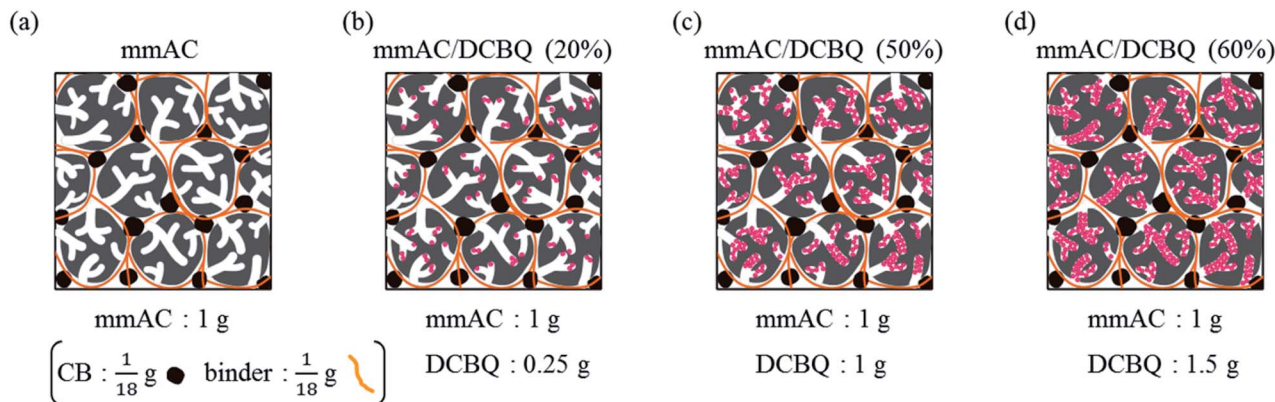 (a)
mmAC
mmAC : 1 g
CB : 1/18 g binder : 1/18 g
(b)
mmAC/DCBQ (20%)
mmAC : 1 g
DCBQ : 0.25 g
(c)
mmAC/DCBQ (50%)
mmAC : 1 g
DCBQ : 1 g
(d)
mmAC/DCBQ (60%)
mmAC : 1 g
DCBQ : 1.5 g